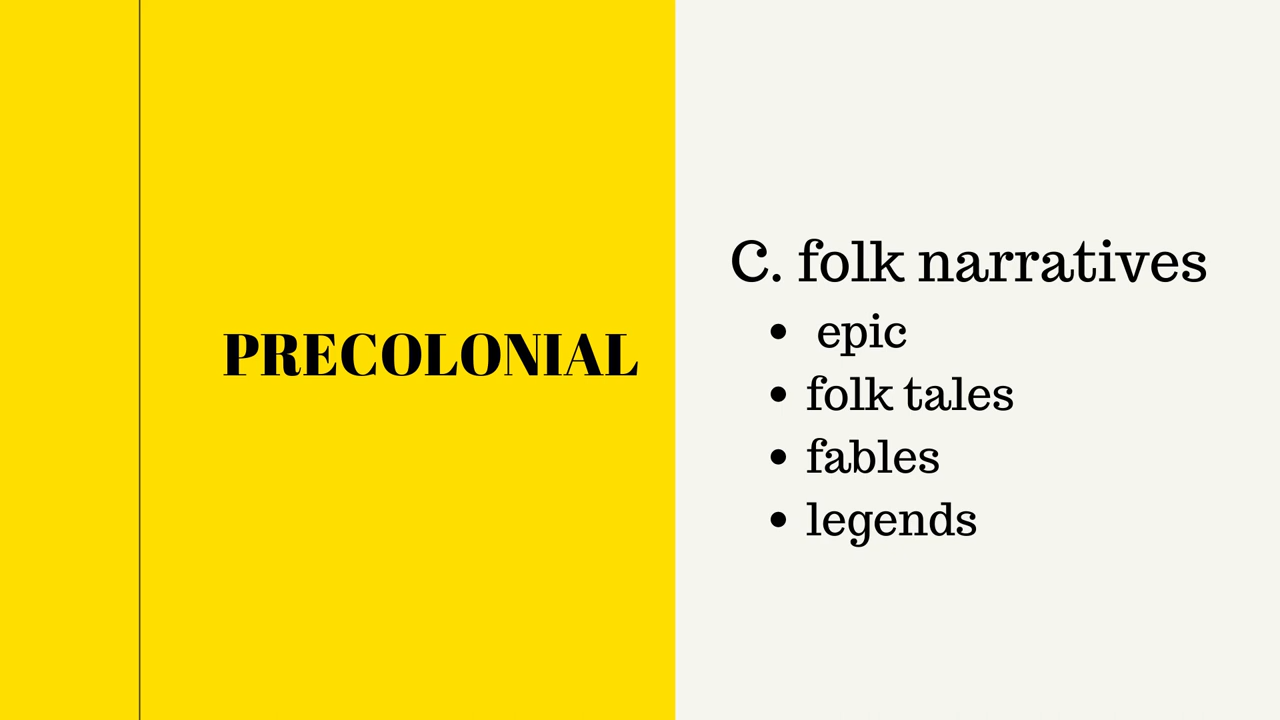 PRECOLONIAL
C. folk narratives
• epic
• folk tales
• fables
• legends